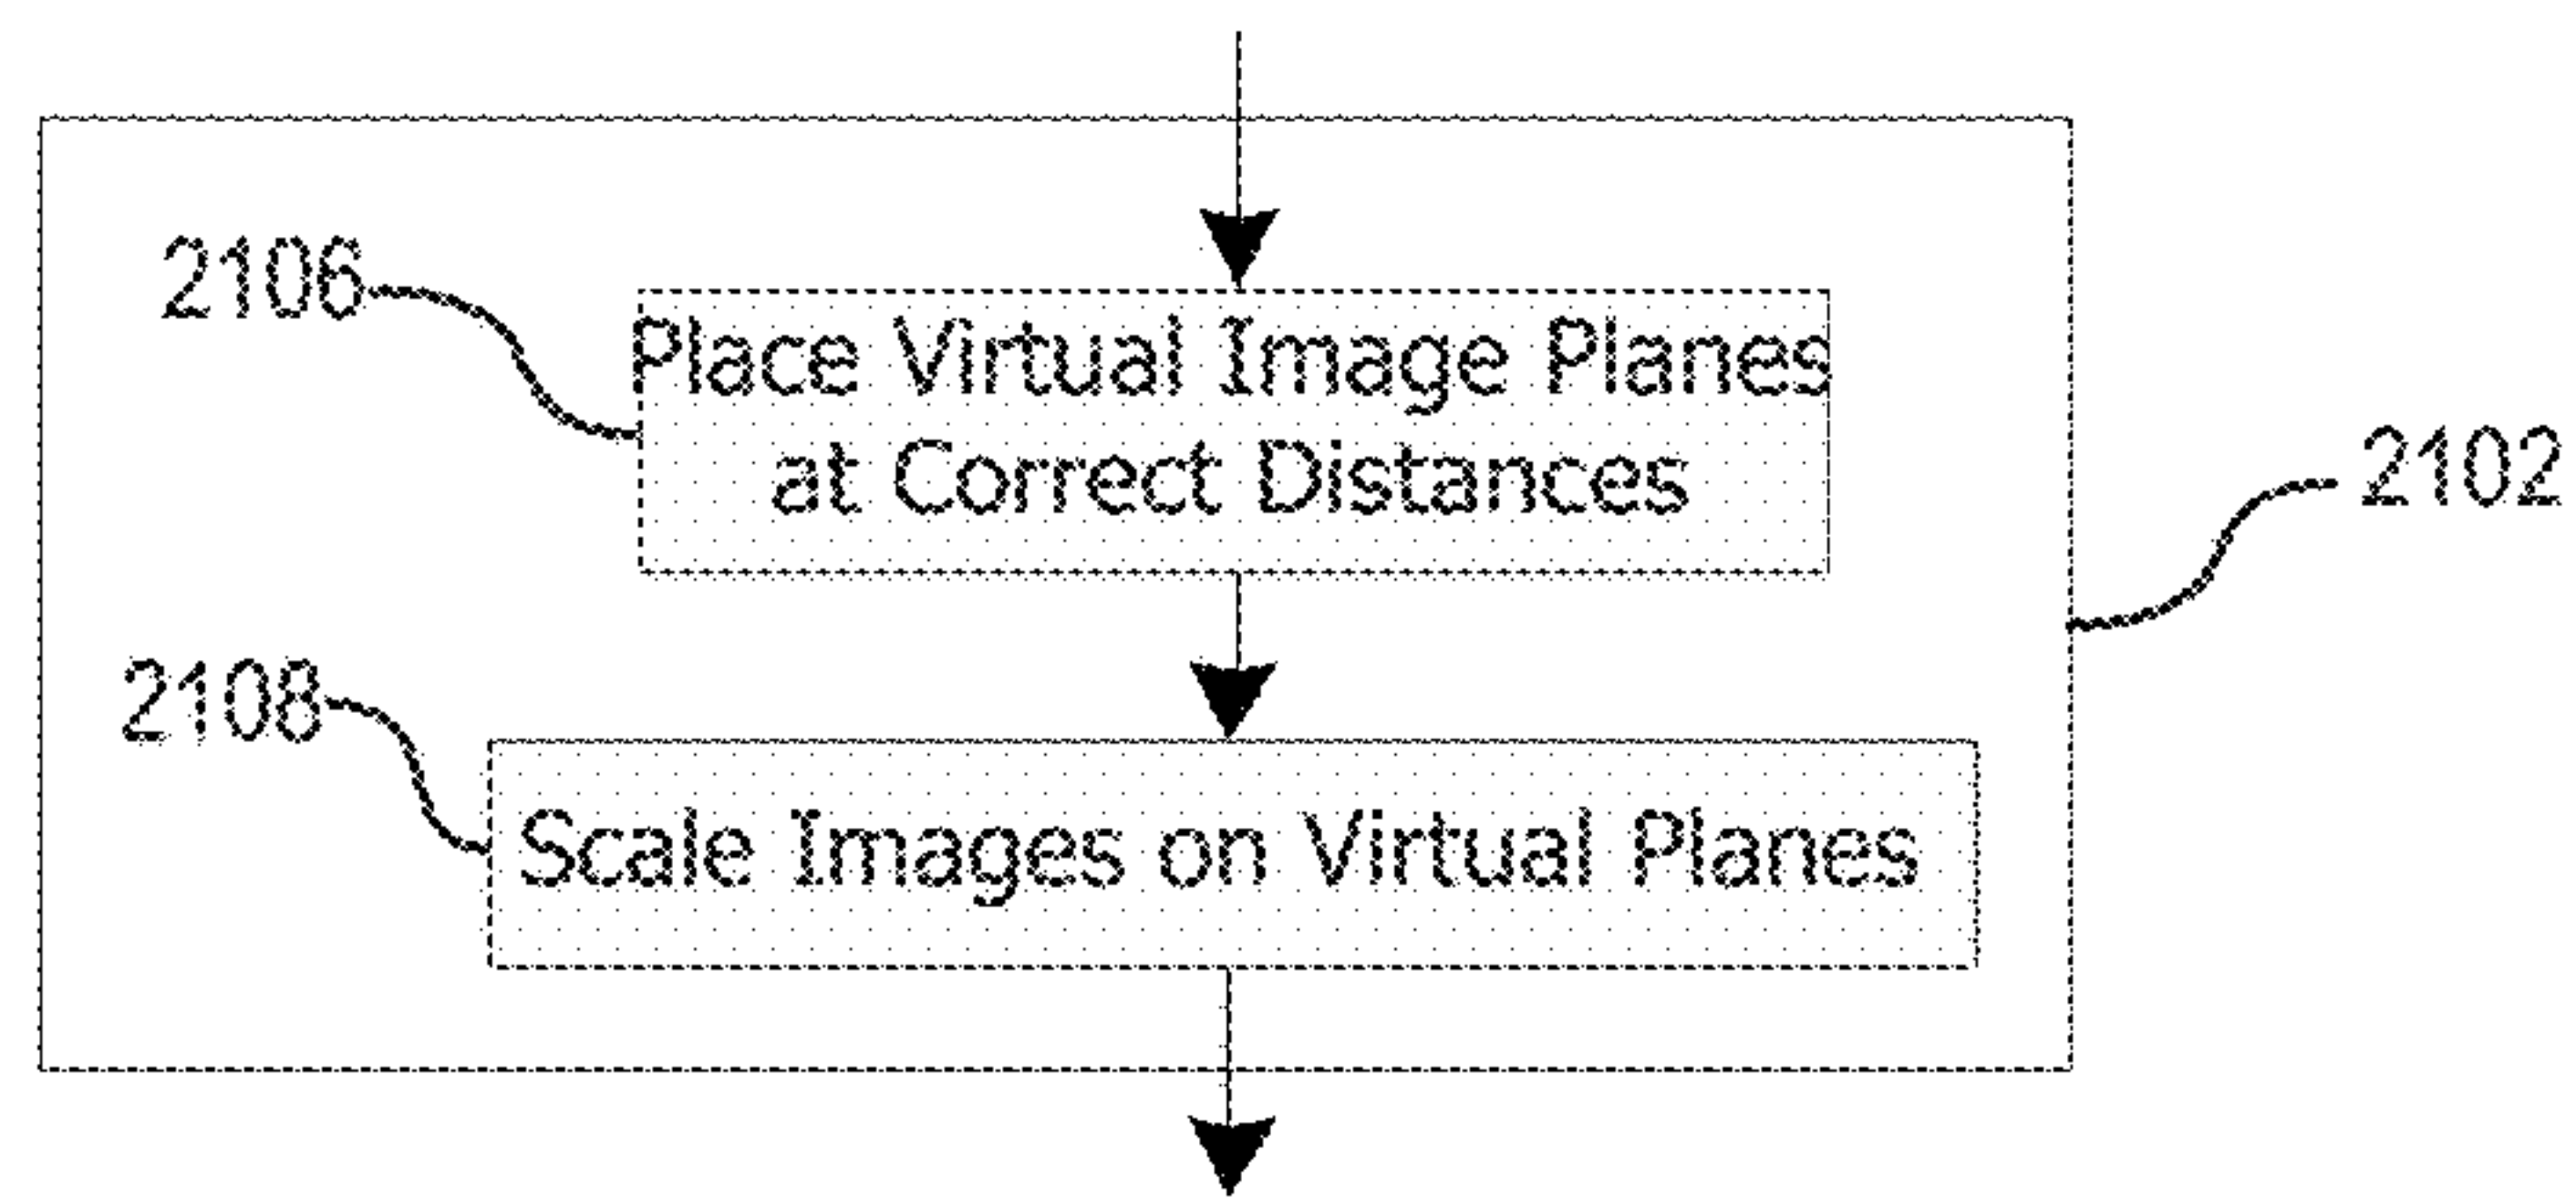 2106
Place Virtual Image Planes
at Correct Distances
2102
2108
Scale Images on Virtual Planes